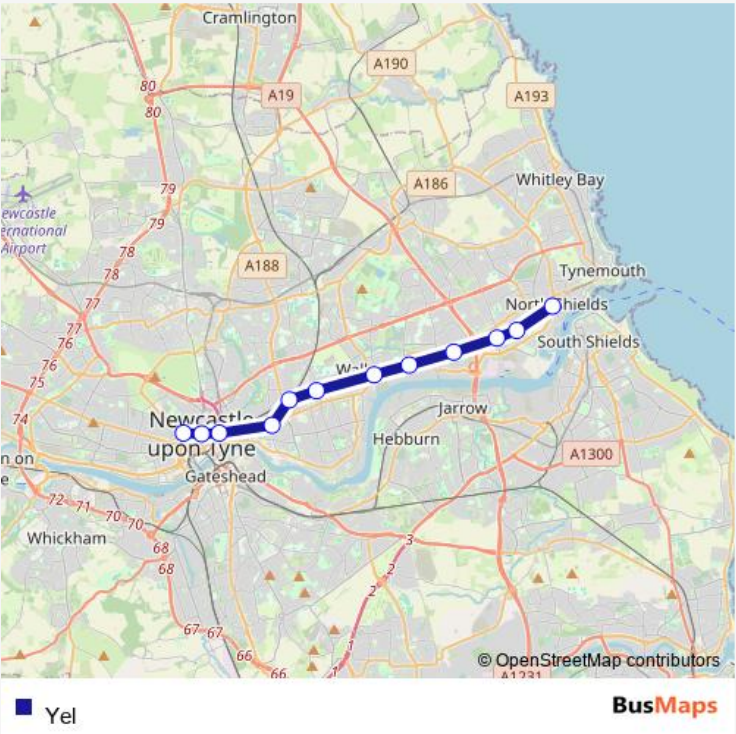 Cramlington
A190
80
A19
A193
80
A186
Whitley Bay
79
ewcastle
ernational
Airport
79
78
A188
Tynemouth
78
77
North Shields
77
South Shields
76
76
Wall
75
Jarrow
74
Newcastle
upon Tyne
Hebburn
A1300
n on
e
Gateshead
72
71
70
70
Whickham
68
3
68
2
2
67
67
1
66
66
1
© OpenStreetMap contributors
A1231
Yel
BusMaps